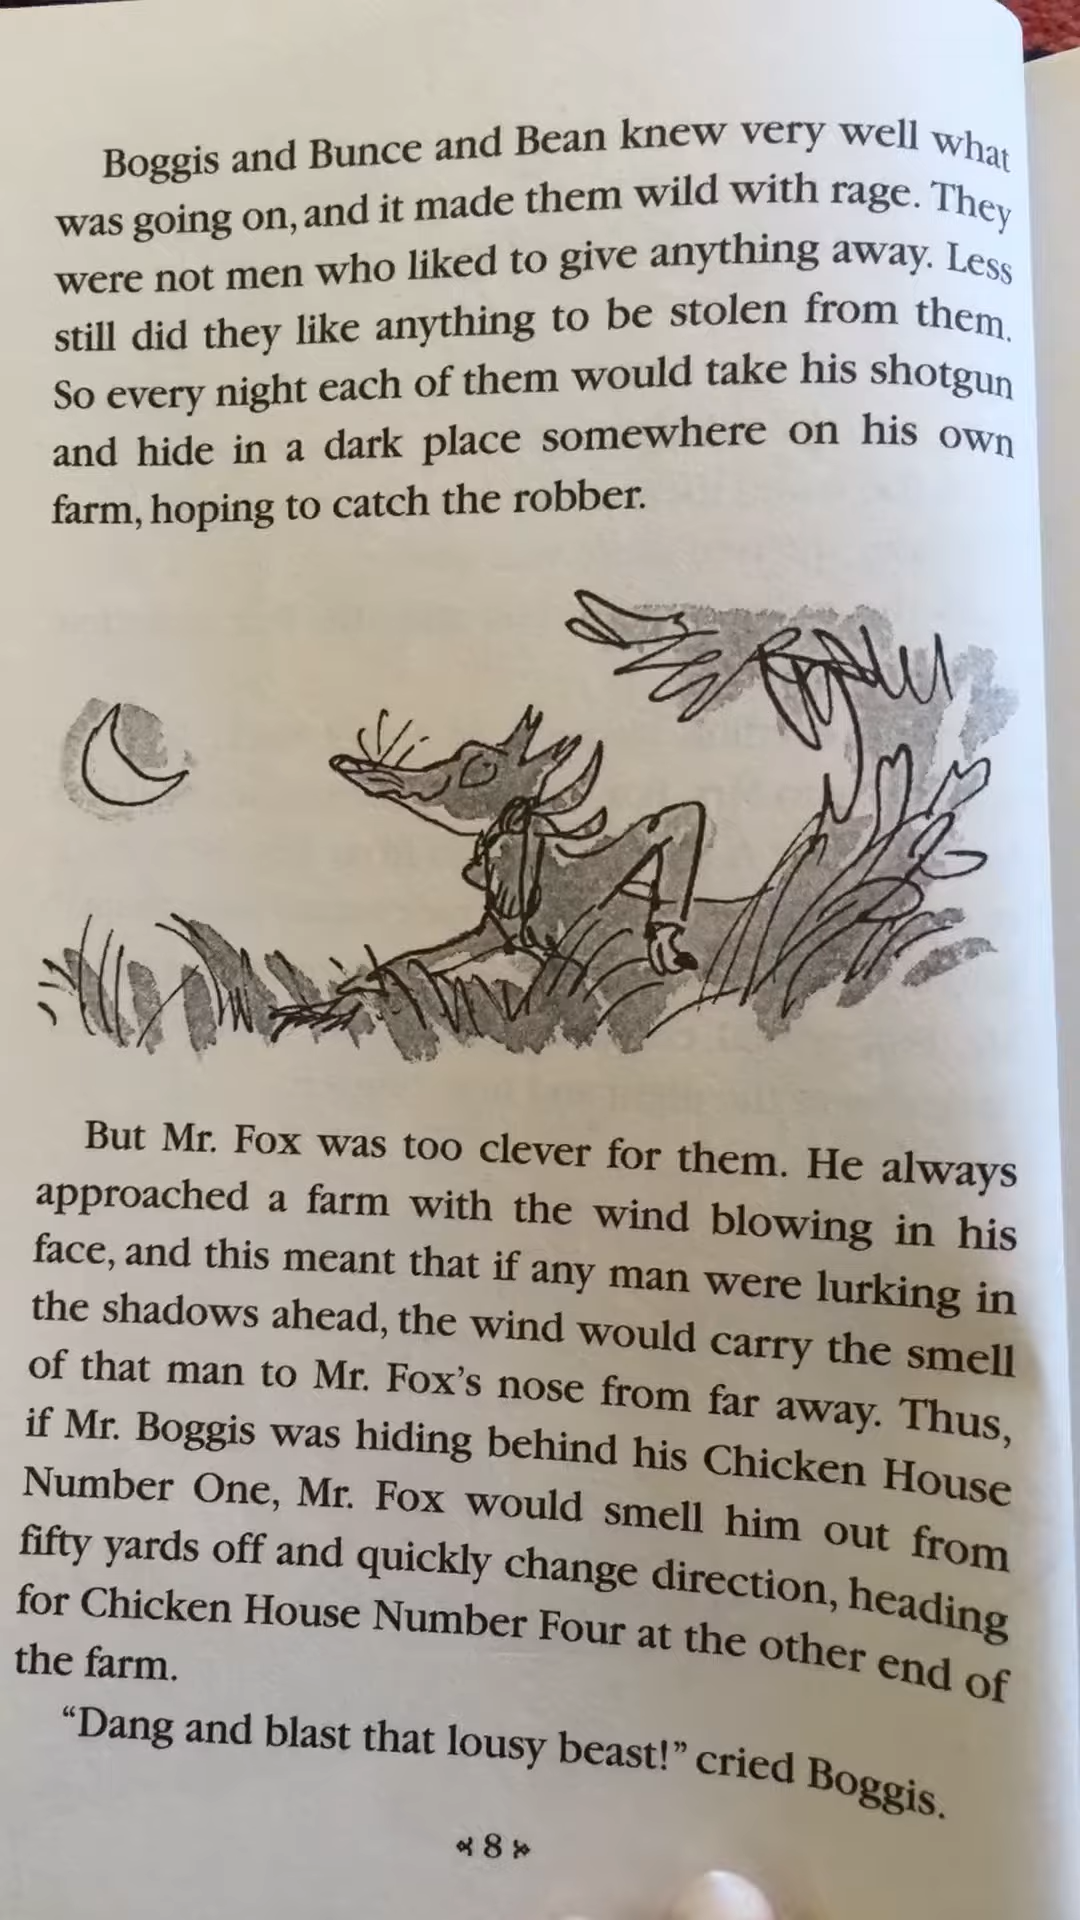 Boggis and Bunce and Bean knew very well what
was going on, and it made them wild with rage. They
were not men who liked to give anything away. Less
still did they like anything to be stolen from them.
So every night each of them would take his shotgun
and hide in a dark place somewhere on his own
farm, hoping to catch the robber.
But Mr. Fox was too clever for them. He always
approached a farm with the wind blowing in his
face, and this meant that if any man were lurking in
the shadows ahead, the wind would carry the smell
of that man to Mr. Fox’s nose from far away. Thus,
if Mr. Boggis was hiding behind his Chicken House
Number One, Mr. Fox would smell him out from
fifty yards off and quickly change direction, heading
for Chicken House Number Four at the other end of
the farm.
“Dang and blast that lousy beast!” cried Boggis.
8